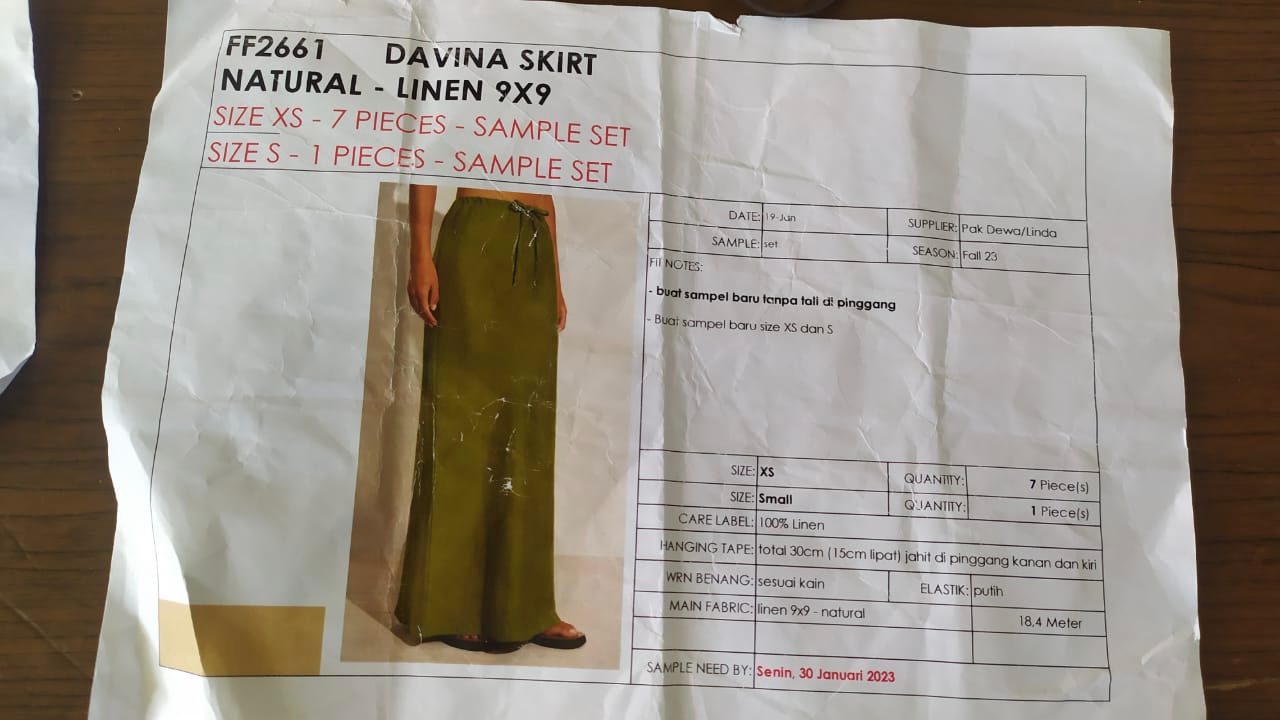 FF2661 DAVINA SKIRT
NATURAL - LINEN 9X9
SIZE XS - 7 PIECES - SAMPLE SET
SIZE S - 1 PIECES - SAMPLE SET
DATE: 19-Jun SUPPLIER: Pak Dewa/Linda
SAMPLE: set SEASON: Fall 23
FIT NOTES:
- buat sampel baru tanpa tali di pinggang
- Buat sampel baru size XS dan S
SIZE: XS QUANTITY: 7 Piece(s)
SIZE: Small QUANTITY: 1 Piece(s)
CARE LABEL: 100% Linen
HANGING TAPE: total 30cm (15cm lipat) jahit di pinggang kanan dan kiri
WRN BENANG: sesuai kain ELASTIK: putih
MAIN FABRIC: linen 9x9 - natural 18,4 Meter
SAMPLE NEED BY: Senin, 30 Januari 2023